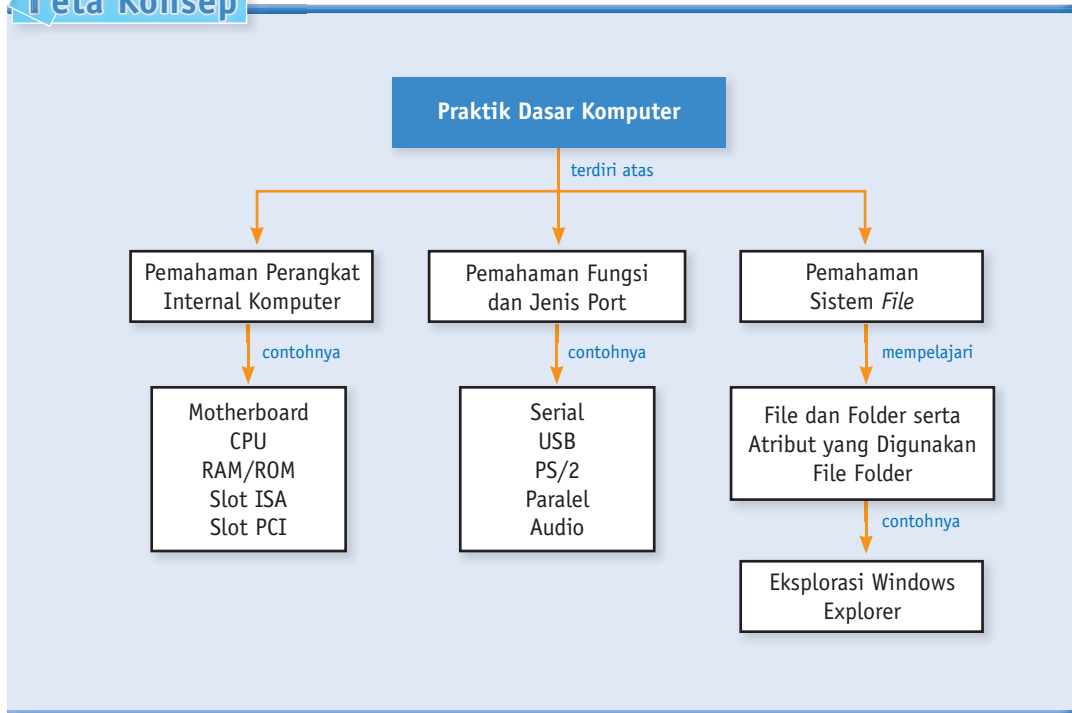 Peta Konsep
Praktik Dasar Komputer
terdiri atas
Pemahaman Perangkat
Internal Komputer
Pemahaman Fungsi
dan Jenis Port
Pemahaman
Sistem File
contohnya
contohnya
mempelajari
Motherboard
CPU
RAM/ROM
Slot ISA
Slot PCI
Serial
USB
PS/2
Paralel
Audio
File dan Folder serta
Atribut yang Digunakan
File Folder
contohnya
Eksplorasi Windows
Explorer